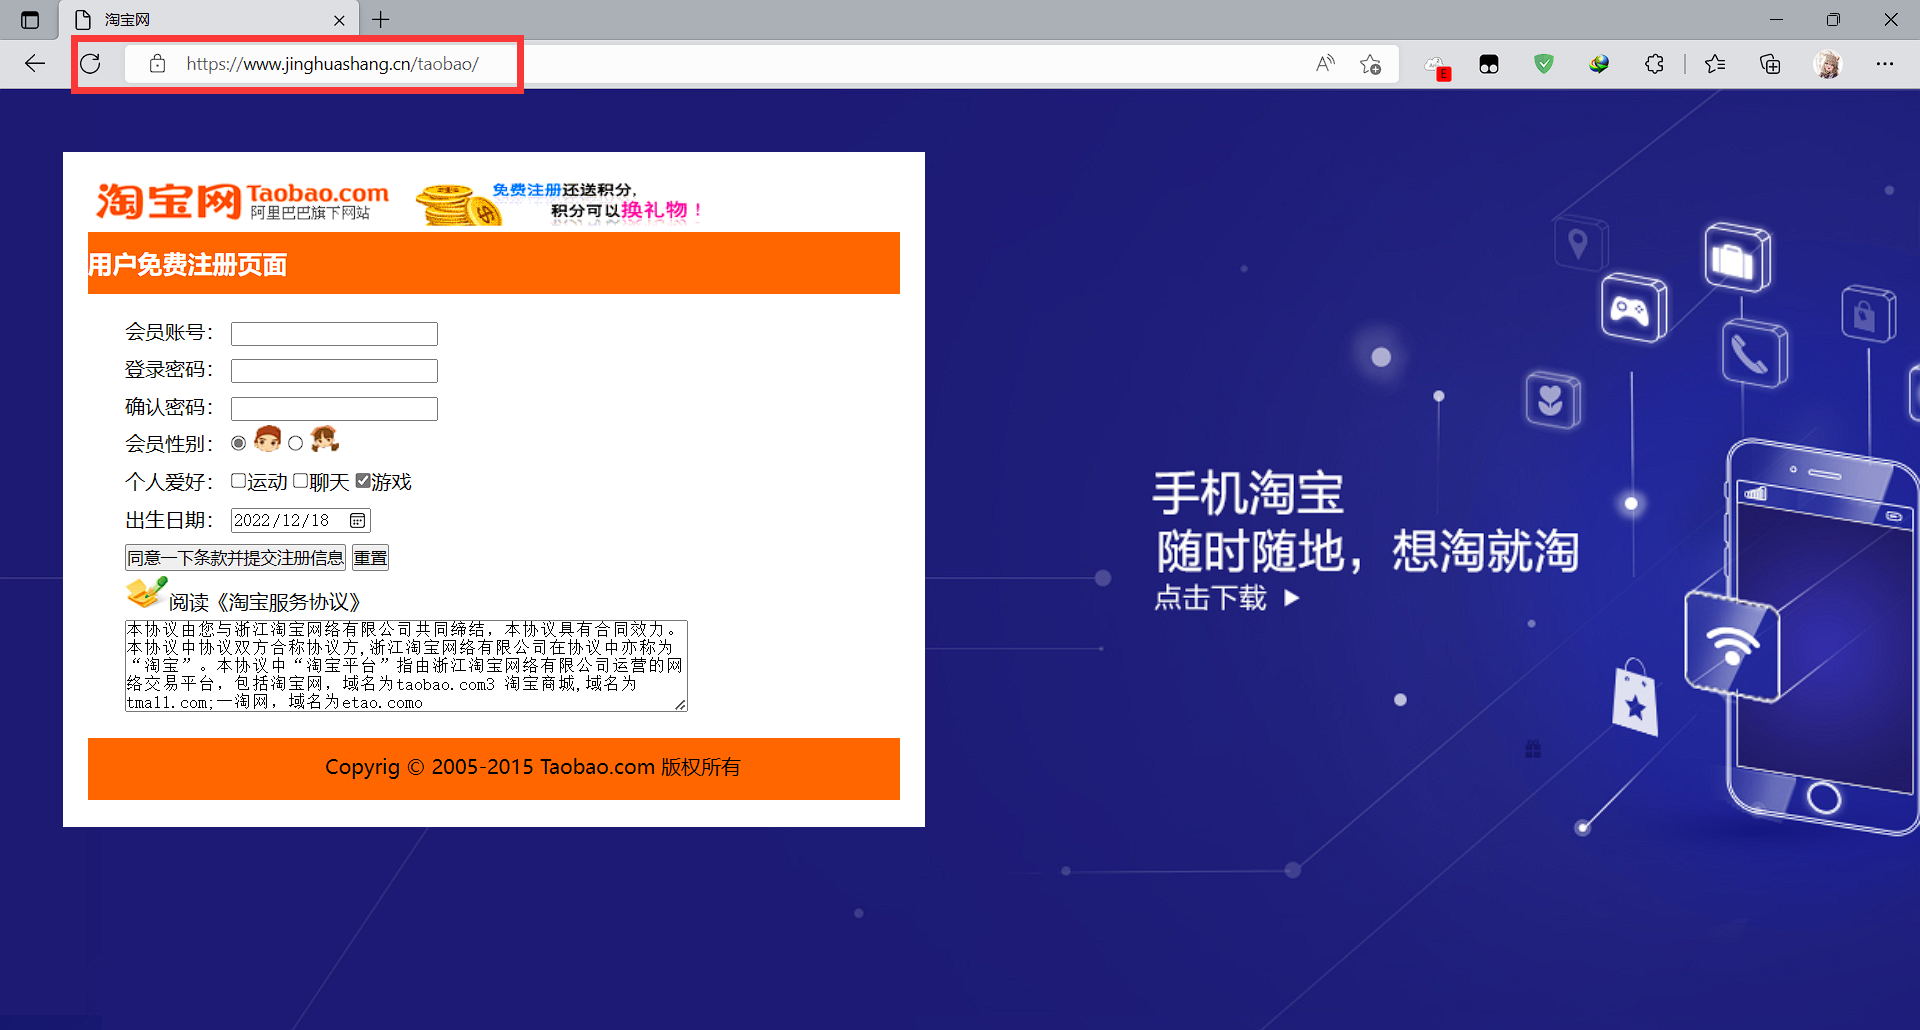 淘宝网
https://www.jinghuashang.cn/taobao/
淘宝网 Taobao.com
阿里巴巴旗下网站
免费注册还送积分,
积分可以换礼物！
用户免费注册页面
会员账号：
登录密码：
确认密码：
会员性别：
个人爱好： 运动 聊天 游戏
出生日期： 2022/12/18
同意一下条款并提交注册信息 重置
阅读《淘宝服务协议》
本协议由您与浙江淘宝网络有限公司共同缔结，本协议具有合同效力。
本协议中协议双方合称协议方,浙江淘宝网络有限公司在协议中亦称为
“淘宝”。本协议中“淘宝平台”指由浙江淘宝网络有限公司运营的网
络交易平台，包括淘宝网，域名为taobao.com3 淘宝商城,域名为
tmall.com;一淘网，域名为etao.como
Copyrig © 2005-2015 Taobao.com 版权所有
手机淘宝
随时随地，想淘就淘
点击下载